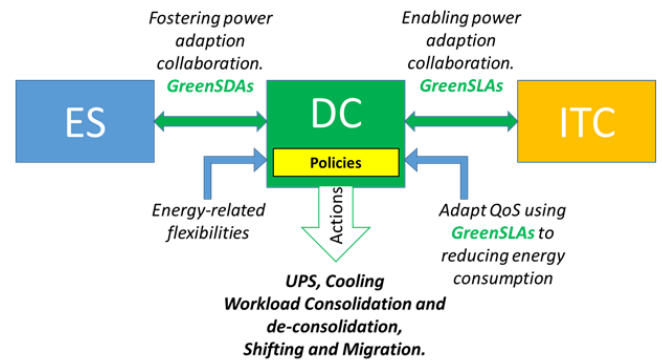 Fostering power
adaption
collaboration.
GreenSDAs
Enabling power
adaption
collaboration.
GreenSLAs
ES
DC
ITC
Policies
Energy-related
flexibilities
Actions
Adapt QoS using
GreenSLAs to
reducing energy
consumption
UPS, Cooling
Workload Consolidation and
de-consolidation,
Shifting and Migration.